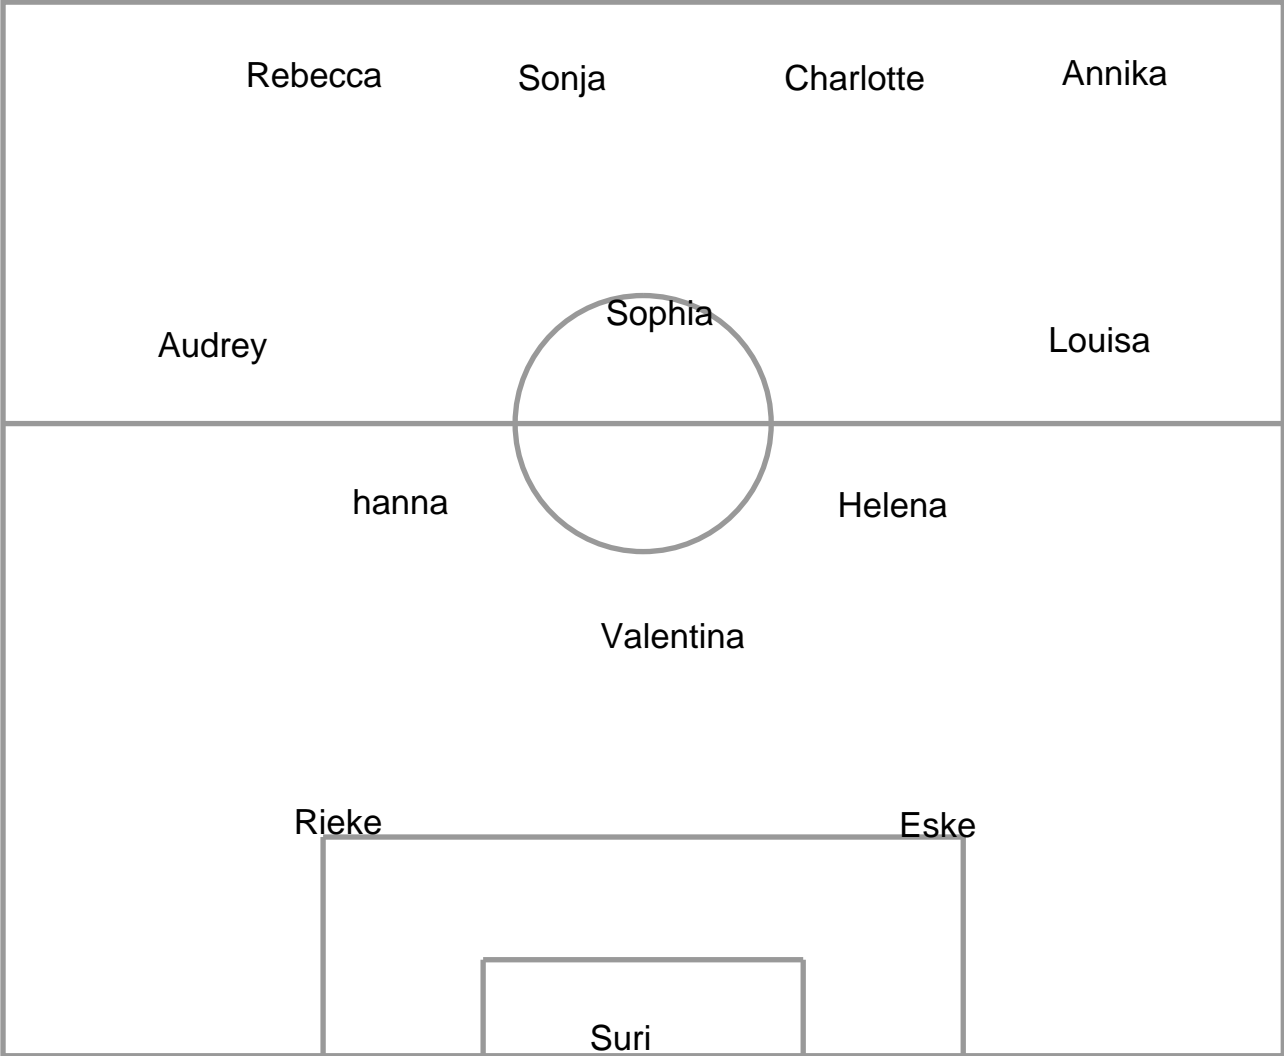 Rebecca Sonja Charlotte Annika
Sophia
Audrey Louisa
hanna Helena
Valentina
Rieke Eske
Suri